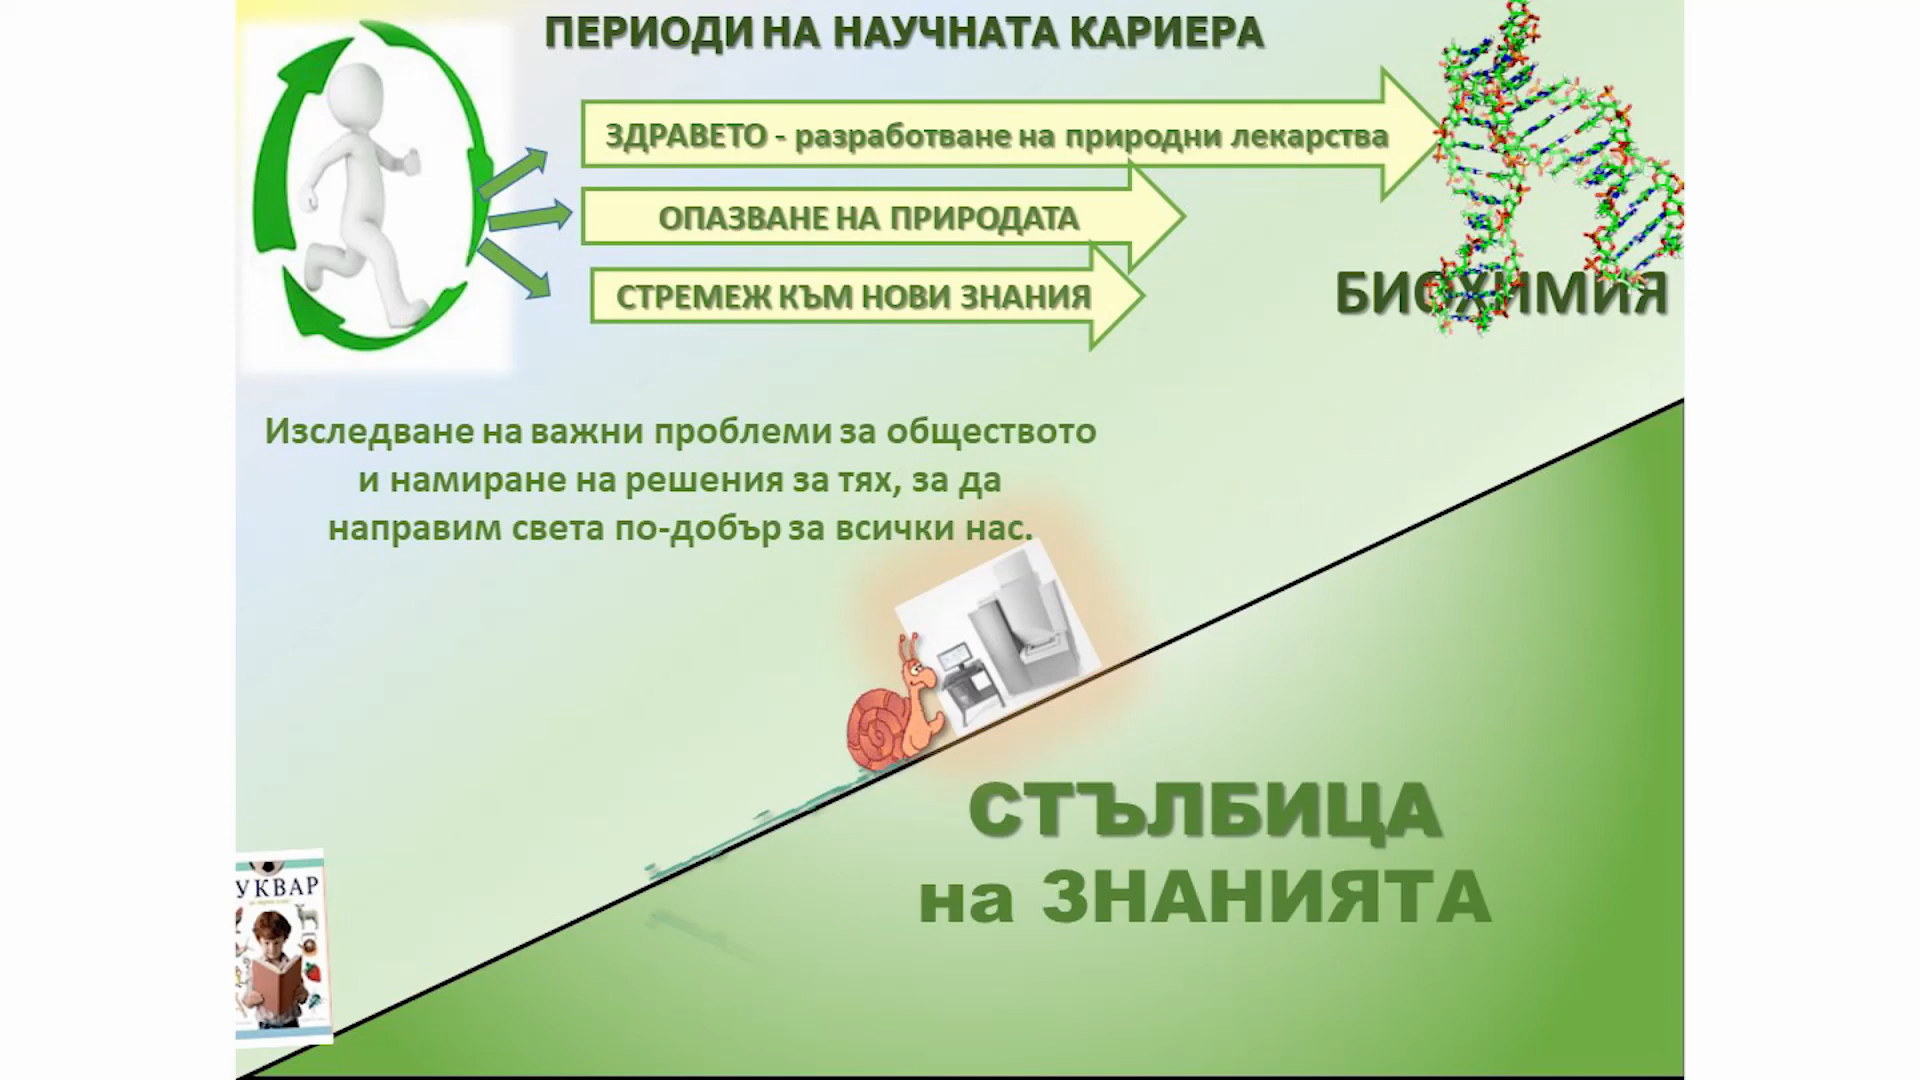 ПЕРИОДИ НА НАУЧНАТА КАРИЕРА
ЗДРАВЕТО - разработване на природни лекарства
ОПАЗВАНЕ НА ПРИРОДАТА
СТРЕМЕЖ КЪМ НОВИ ЗНАНИЯ
БИОХИМИЯ
Изследване на важни проблеми за обществото
и намиране на решения за тях, за да
направим света по-добър за всички нас.
СТЪЛБИЦА
на ЗНАНИЯТА
УКВАР